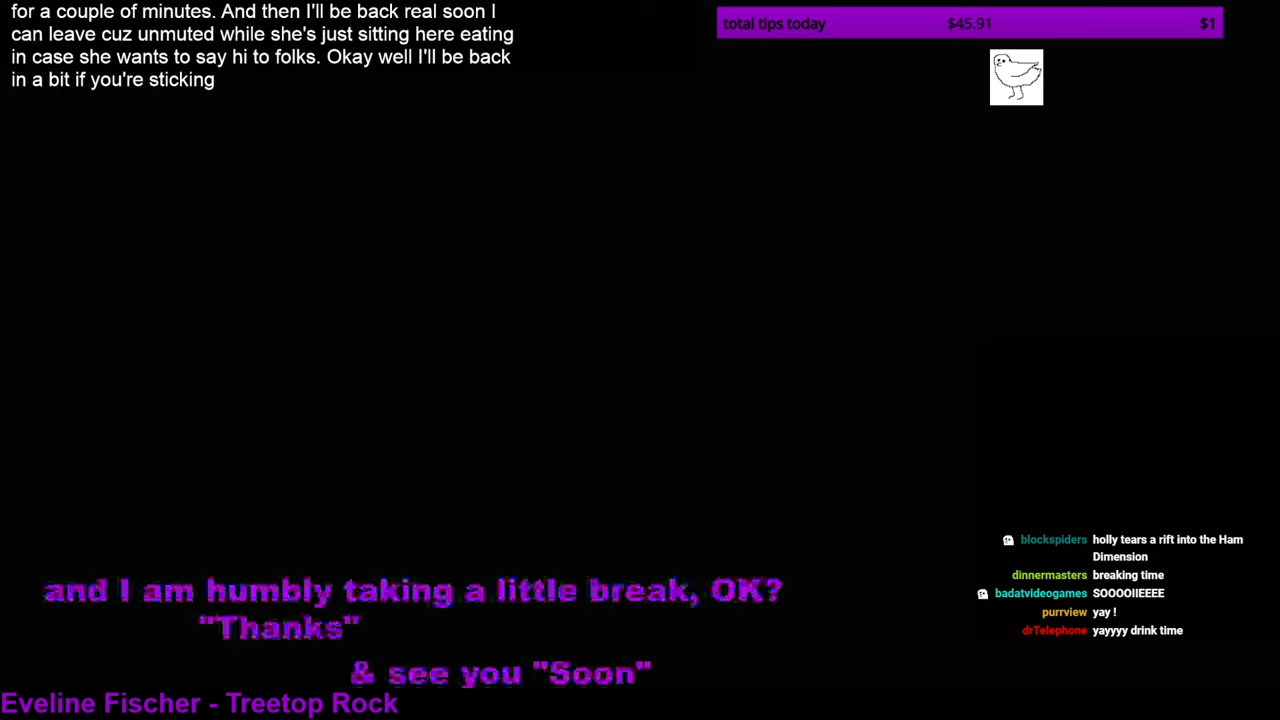 for a couple of minutes. And then I'll be back real soon I
can leave cuz unmuted while she's just sitting here eating
in case she wants to say hi to folks. Okay well I'll be back
in a bit if you're sticking
total tips today $45.91 $1
blockspiders holly tears a rift into the Ham
Dimension
dinnermasters breaking time
badatvideogames SOOOOIIEEEE
purrview yay !
drTelephone yayyyy drink time
and I am humbly taking a little break, OK?
"Thanks"
& see you "Soon"
Eveline Fischer - Treetop Rock